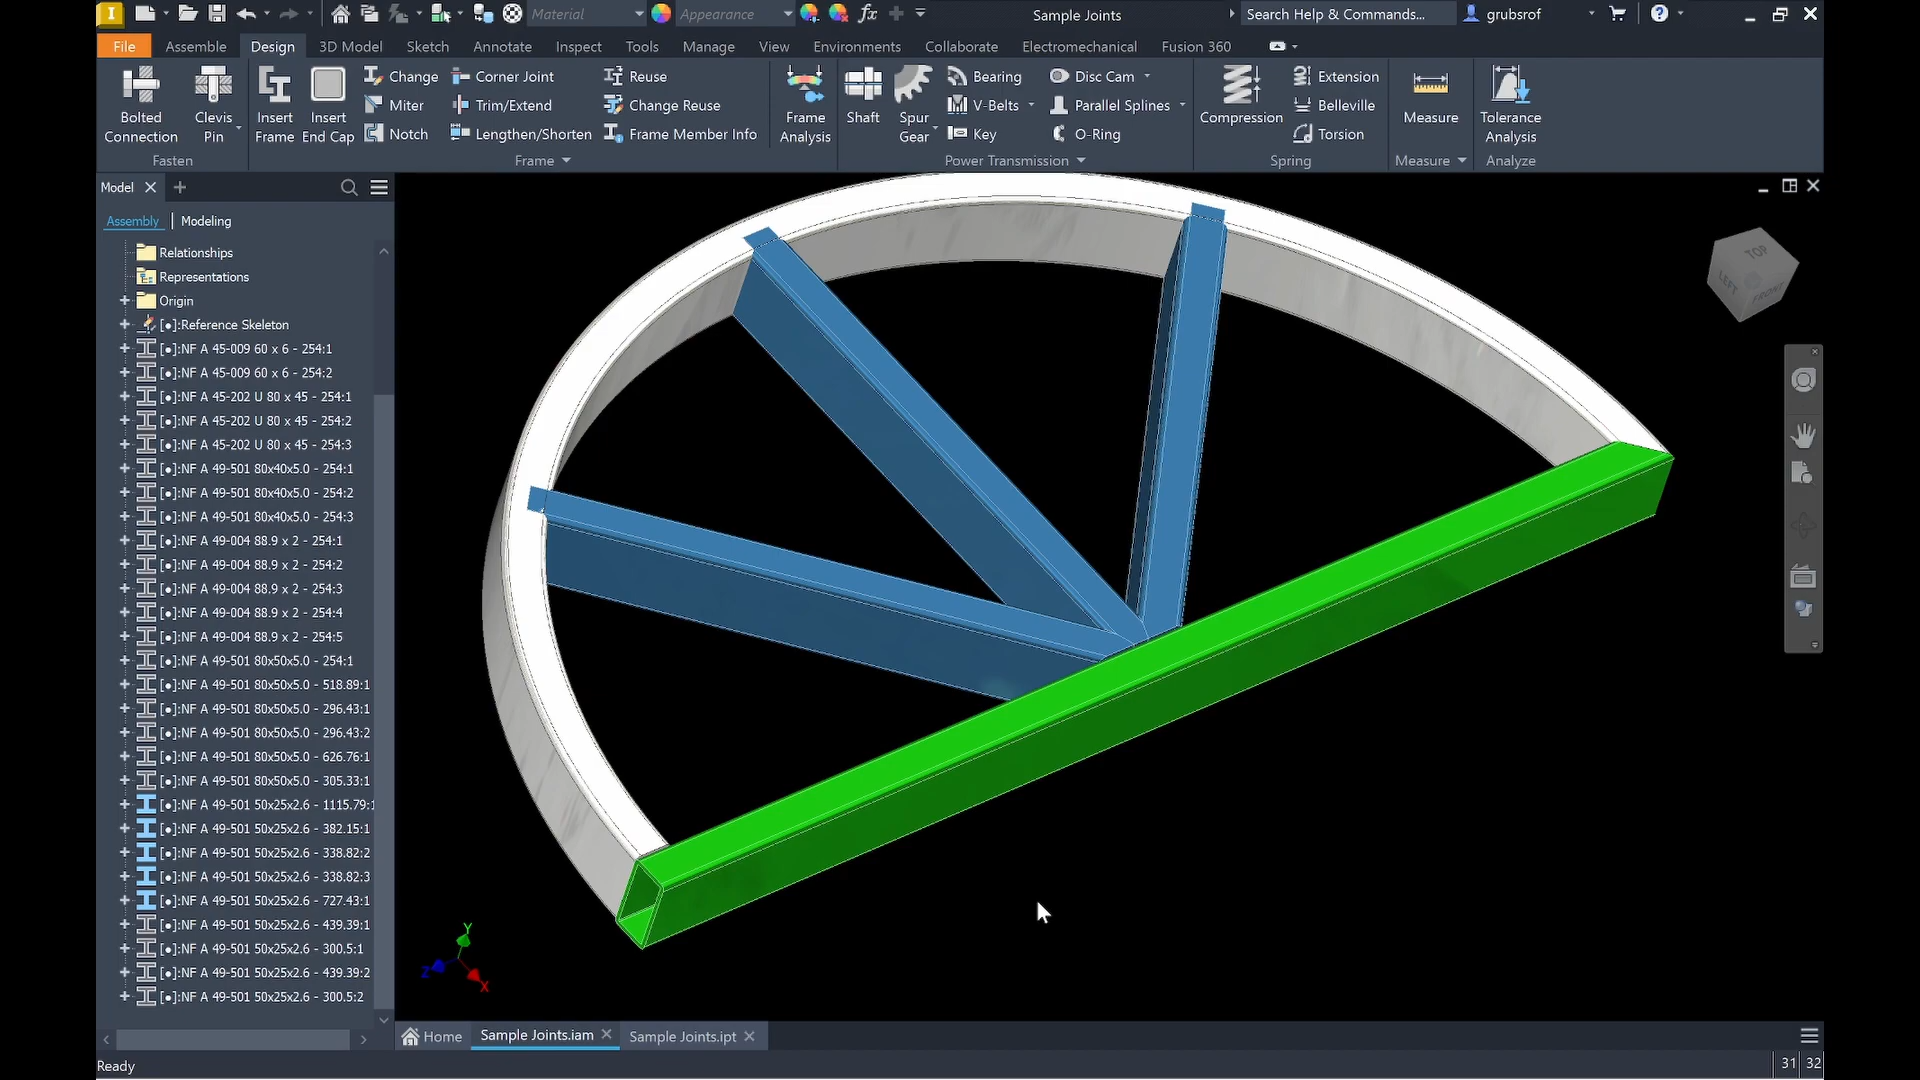 Material
Appearance
fx
Sample Joints
Search Help & Commands...
grubsrof
File
Assemble
Design
3D Model
Sketch
Annotate
Inspect
Tools
Manage
View
Environments
Collaborate
Electromechanical
Fusion 360
Bolted Connection
Clevis Pin
Insert Frame
Insert End Cap
Change
Miter
Notch
Corner Joint
Trim/Extend
Lengthen/Shorten
Reuse
Change Reuse
Frame Member Info
Frame Analysis
Shaft
Spur Gear
Bearing
V-Belts
Key
Disc Cam
Parallel Splines
O-Ring
Compression
Extension
Belleville
Torsion
Measure
Tolerance Analysis
Fasten
Frame
Power Transmission
Spring
Measure
Analyze
Model
Assembly | Modeling
Relationships
Representations
Origin
[●]:Reference Skeleton
[●]:NF A 45-009 60 x 6 - 254:1
[●]:NF A 45-009 60 x 6 - 254:2
[●]:NF A 45-202 U 80 x 45 - 254:1
[●]:NF A 45-202 U 80 x 45 - 254:2
[●]:NF A 45-202 U 80 x 45 - 254:3
[●]:NF A 49-501 80x40x5.0 - 254:1
[●]:NF A 49-501 80x40x5.0 - 254:2
[●]:NF A 49-501 80x40x5.0 - 254:3
[●]:NF A 49-004 88.9 x 2 - 254:1
[●]:NF A 49-004 88.9 x 2 - 254:2
[●]:NF A 49-004 88.9 x 2 - 254:3
[●]:NF A 49-004 88.9 x 2 - 254:4
[●]:NF A 49-004 88.9 x 2 - 254:5
[●]:NF A 49-501 80x50x5.0 - 254:1
[●]:NF A 49-501 80x50x5.0 - 518.89:1
[●]:NF A 49-501 80x50x5.0 - 296.43:1
[●]:NF A 49-501 80x50x5.0 - 296.43:2
[●]:NF A 49-501 80x50x5.0 - 626.76:1
[●]:NF A 49-501 80x50x5.0 - 305.33:1
[●]:NF A 49-501 50x25x2.6 - 1115.79:1
[●]:NF A 49-501 50x25x2.6 - 382.15:1
[●]:NF A 49-501 50x25x2.6 - 338.82:2
[●]:NF A 49-501 50x25x2.6 - 338.82:3
[●]:NF A 49-501 50x25x2.6 - 727.43:1
[●]:NF A 49-501 50x25x2.6 - 439.39:1
[●]:NF A 49-501 50x25x2.6 - 300.5:1
[●]:NF A 49-501 50x25x2.6 - 439.39:2
[●]:NF A 49-501 50x25x2.6 - 300.5:2
TOP
LEFT
FRONT
Y
Z
X
Home
Sample Joints.iam
Sample Joints.ipt
Ready
31 32